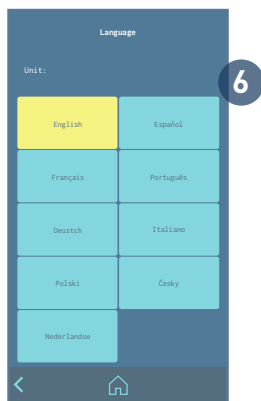 Language
Unit:
6
English Español
Français Português
Deustch Italiano
Polski Česky
Nederlandse